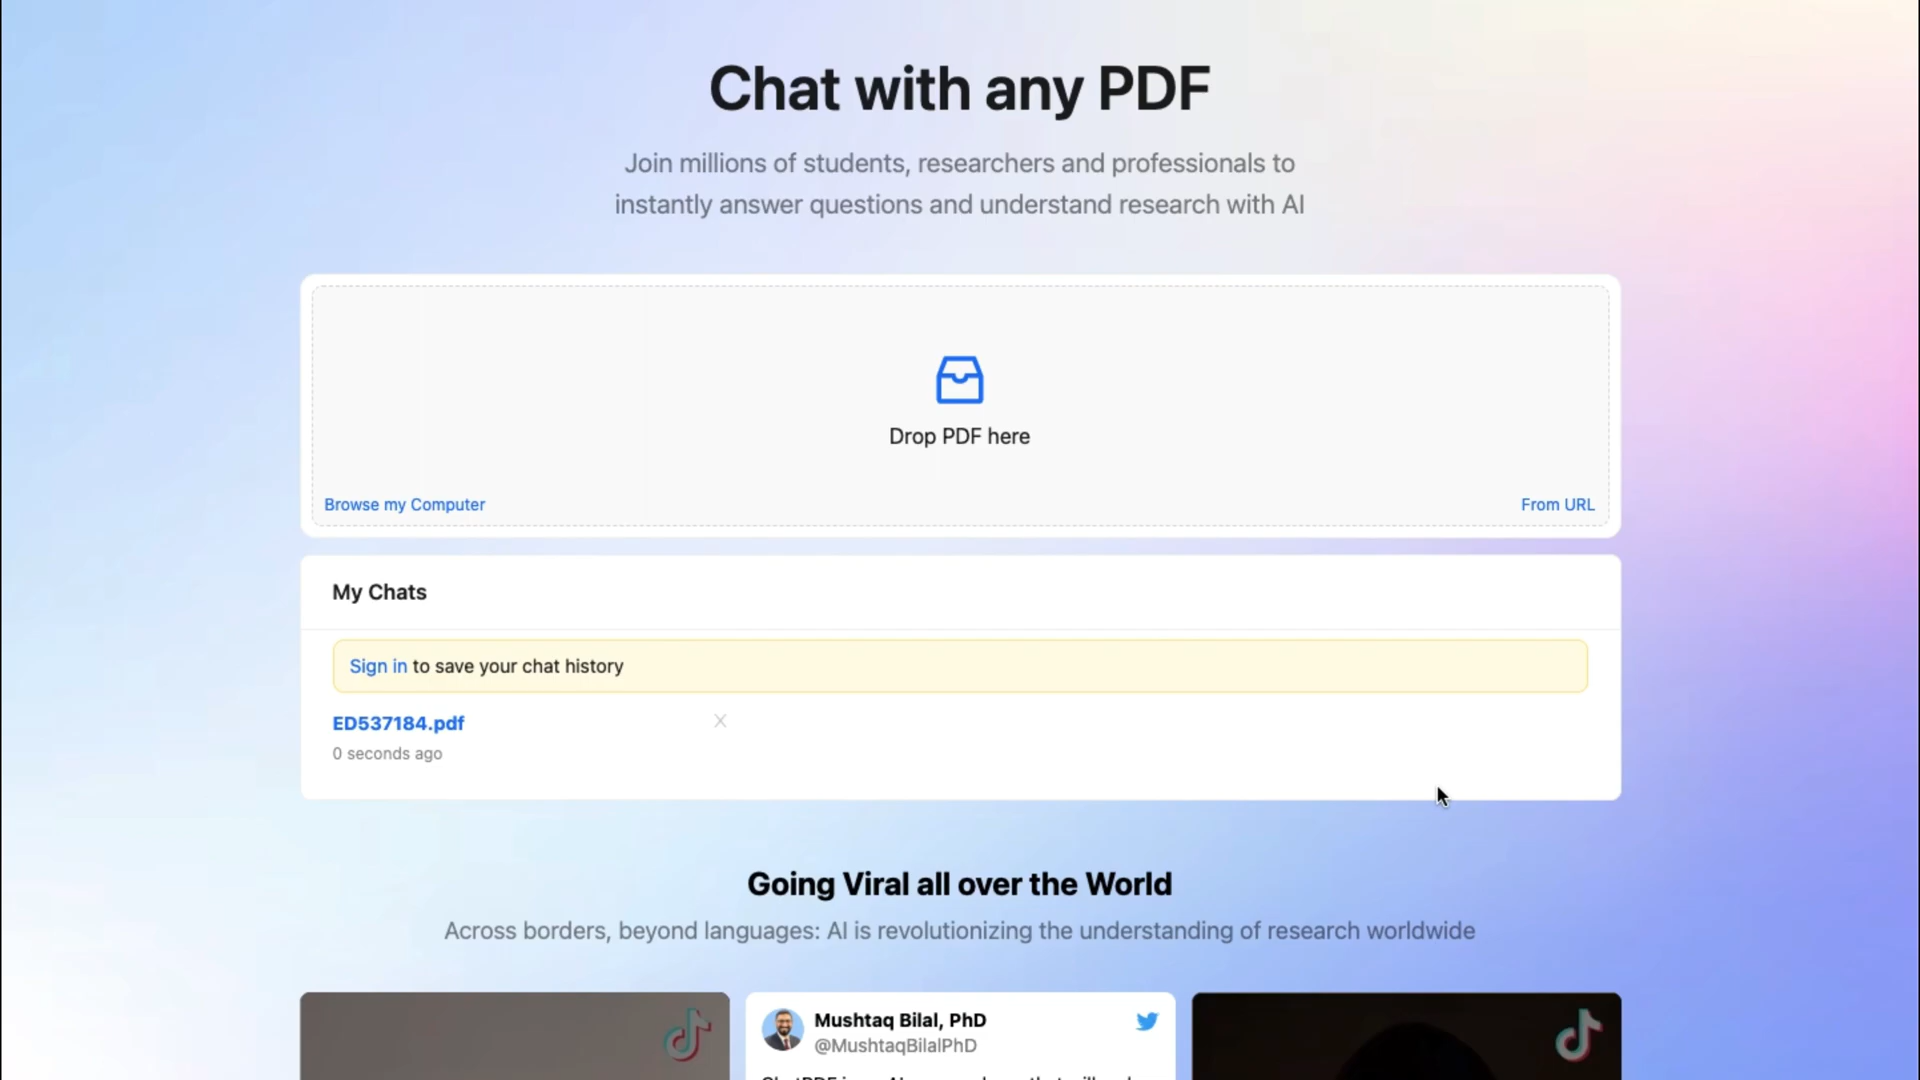 Chat with any PDF
Join millions of students, researchers and professionals to
instantly answer questions and understand research with AI
Drop PDF here
Browse my Computer
From URL
My Chats
Sign in to save your chat history
ED537184.pdf
0 seconds ago
Going Viral all over the World
Across borders, beyond languages: AI is revolutionizing the understanding of research worldwide
Mushtaq Bilal, PhD
@MushtaqBilalPhD